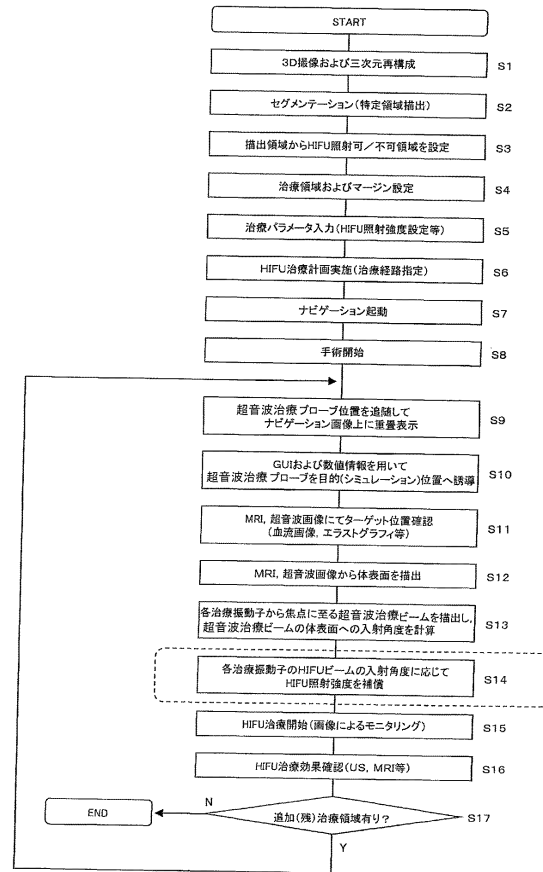 START
3D撮像および三次元再構成
S1
セグメンテーション(特定領域描出)
S2
描出領域からHIFU照射可／不可領域を設定
S3
治療領域およびマージン設定
S4
治療パラメータ入力(HIFU照射強度設定等)
S5
HIFU治療計画実施(治療経路指定)
S6
ナビゲーション起動
S7
手術開始
S8
超音波治療プローブ位置を追随して
ナビゲーション画像上に重畳表示
S9
GUIおよび数値情報を用いて
超音波治療プローブを目的(シミュレーション)位置へ誘導
S10
MRI, 超音波画像にてターゲット位置確認
(血流画像, エラストグラフィ等)
S11
MRI, 超音波画像から体表面を描出
S12
各治療振動子から焦点に至る超音波治療ビームを描出し,
超音波治療ビームの体表面への入射角度を計算
S13
各治療振動子のHIFUビームの入射角度に応じて
HIFU照射強度を補償
S14
HIFU治療開始(画像によるモニタリング)
S15
HIFU治療効果確認(US, MRI等)
S16
追加(残)治療領域有り？
S17
N
END
Y